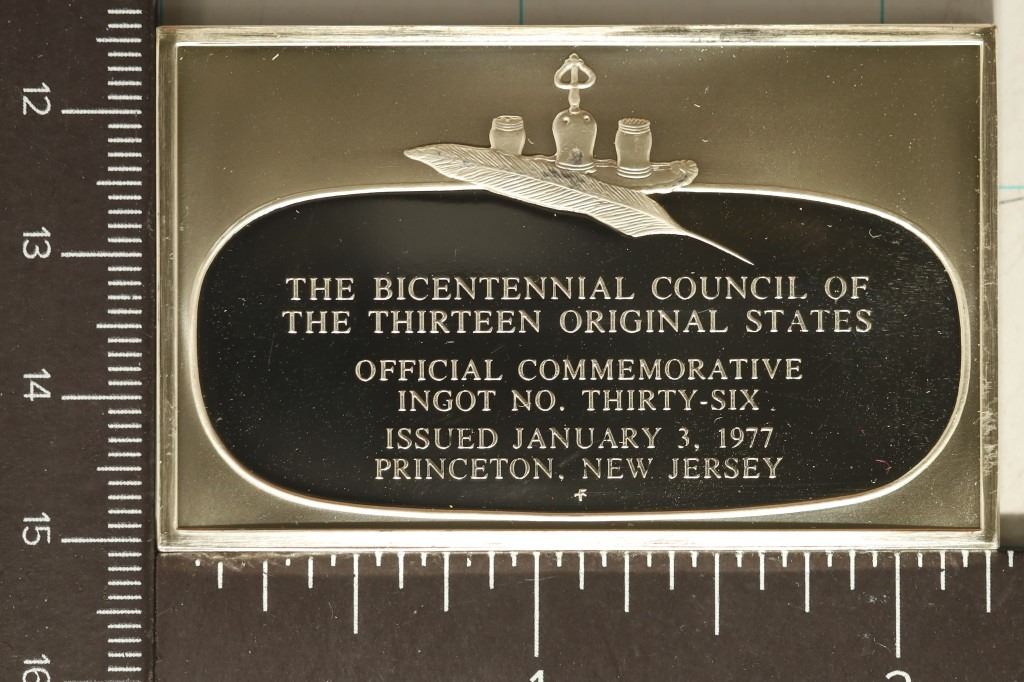 THE BICENTENNIAL COUNCIL OF
THE THIRTEEN ORIGINAL STATES
OFFICIAL COMMEMORATIVE
INGOT NO. THIRTY-SIX
ISSUED JANUARY 3, 1977
PRINCETON, NEW JERSEY
12
13
14
15
16
1
2